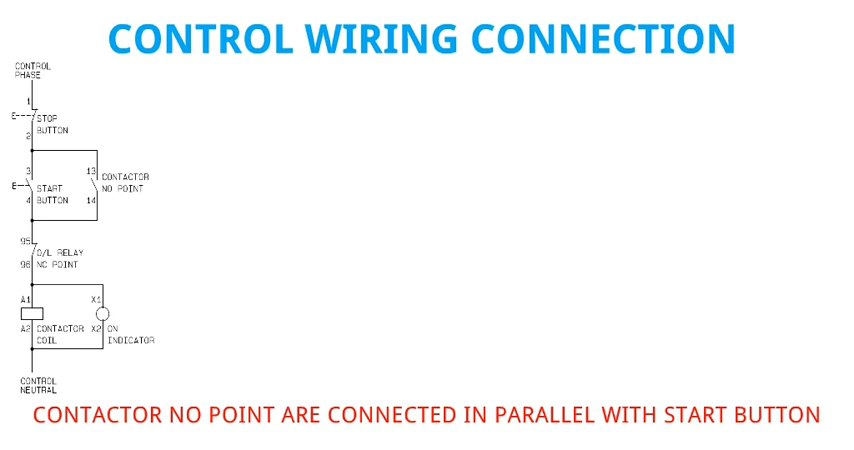 CONTROL WIRING CONNECTION
CONTROL
PHASE
1
E
STOP
2
BUTTON
3
13
CONTACTOR
E
START
NO POINT
4
BUTTON
14
95
O/L RELAY
96
NC POINT
A1
X1
A2
CONTACTOR
X2
ON
COIL
INDICATOR
CONTROL
NEUTRAL
CONTACTOR NO POINT ARE CONNECTED IN PARALLEL WITH START BUTTON